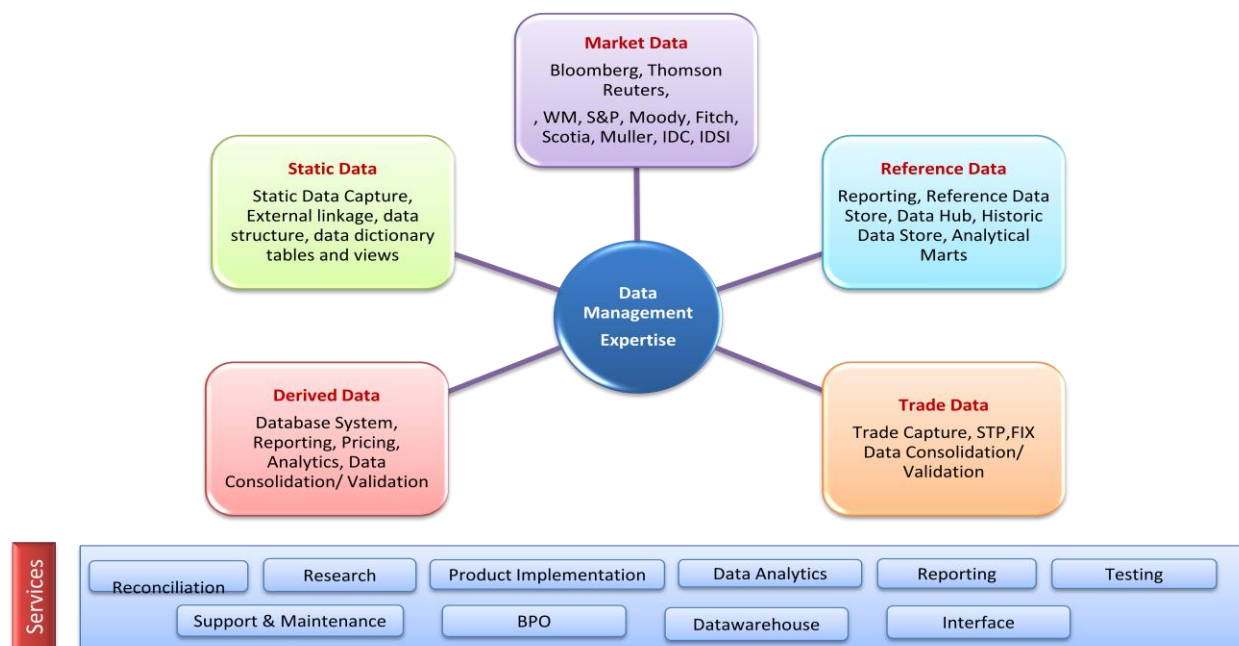 Market Data
Bloomberg, Thomson
Reuters,
, WM, S&P, Moody, Fitch,
Scotia, Muller, IDC, IDSI
Static Data
Static Data Capture,
External linkage, data
structure, data dictionary
tables and views
Reference Data
Reporting, Reference Data
Store, Data Hub, Historic
Data Store, Analytical
Marts
Data
Management
Expertise
Derived Data
Database System,
Reporting, Pricing,
Analytics, Data
Consolidation/ Validation
Trade Data
Trade Capture, STP,FIX
Data Consolidation/
Validation
Services
Reconciliation
Research
Product Implementation
Data Analytics
Reporting
Testing
Support & Maintenance
BPO
Datawarehouse
Interface